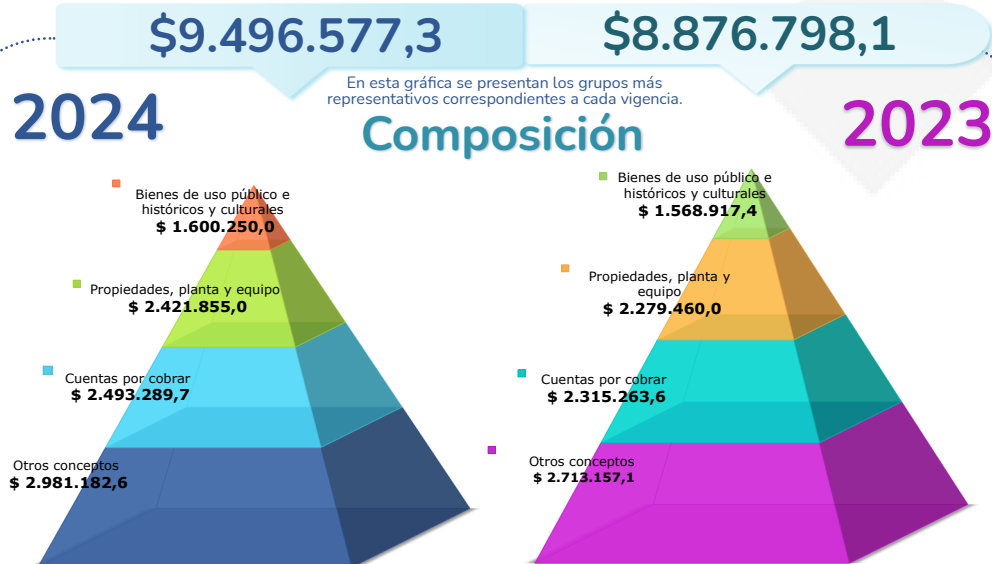 $9.496.577,3
$8.876.798,1
En esta gráfica se presentan los grupos más
representativos correspondientes a cada vigencia.
2024
Composición
2023
Bienes de uso público e
históricos y culturales
$ 1.600.250,0
Propiedades, planta y equipo
$ 2.421.855,0
Cuentas por cobrar
$ 2.493.289,7
Otros conceptos
$ 2.981.182,6
Bienes de uso público e
históricos y culturales
$ 1.568.917,4
Propiedades, planta y
equipo
$ 2.279.460,0
Cuentas por cobrar
$ 2.315.263,6
Otros conceptos
$ 2.713.157,1